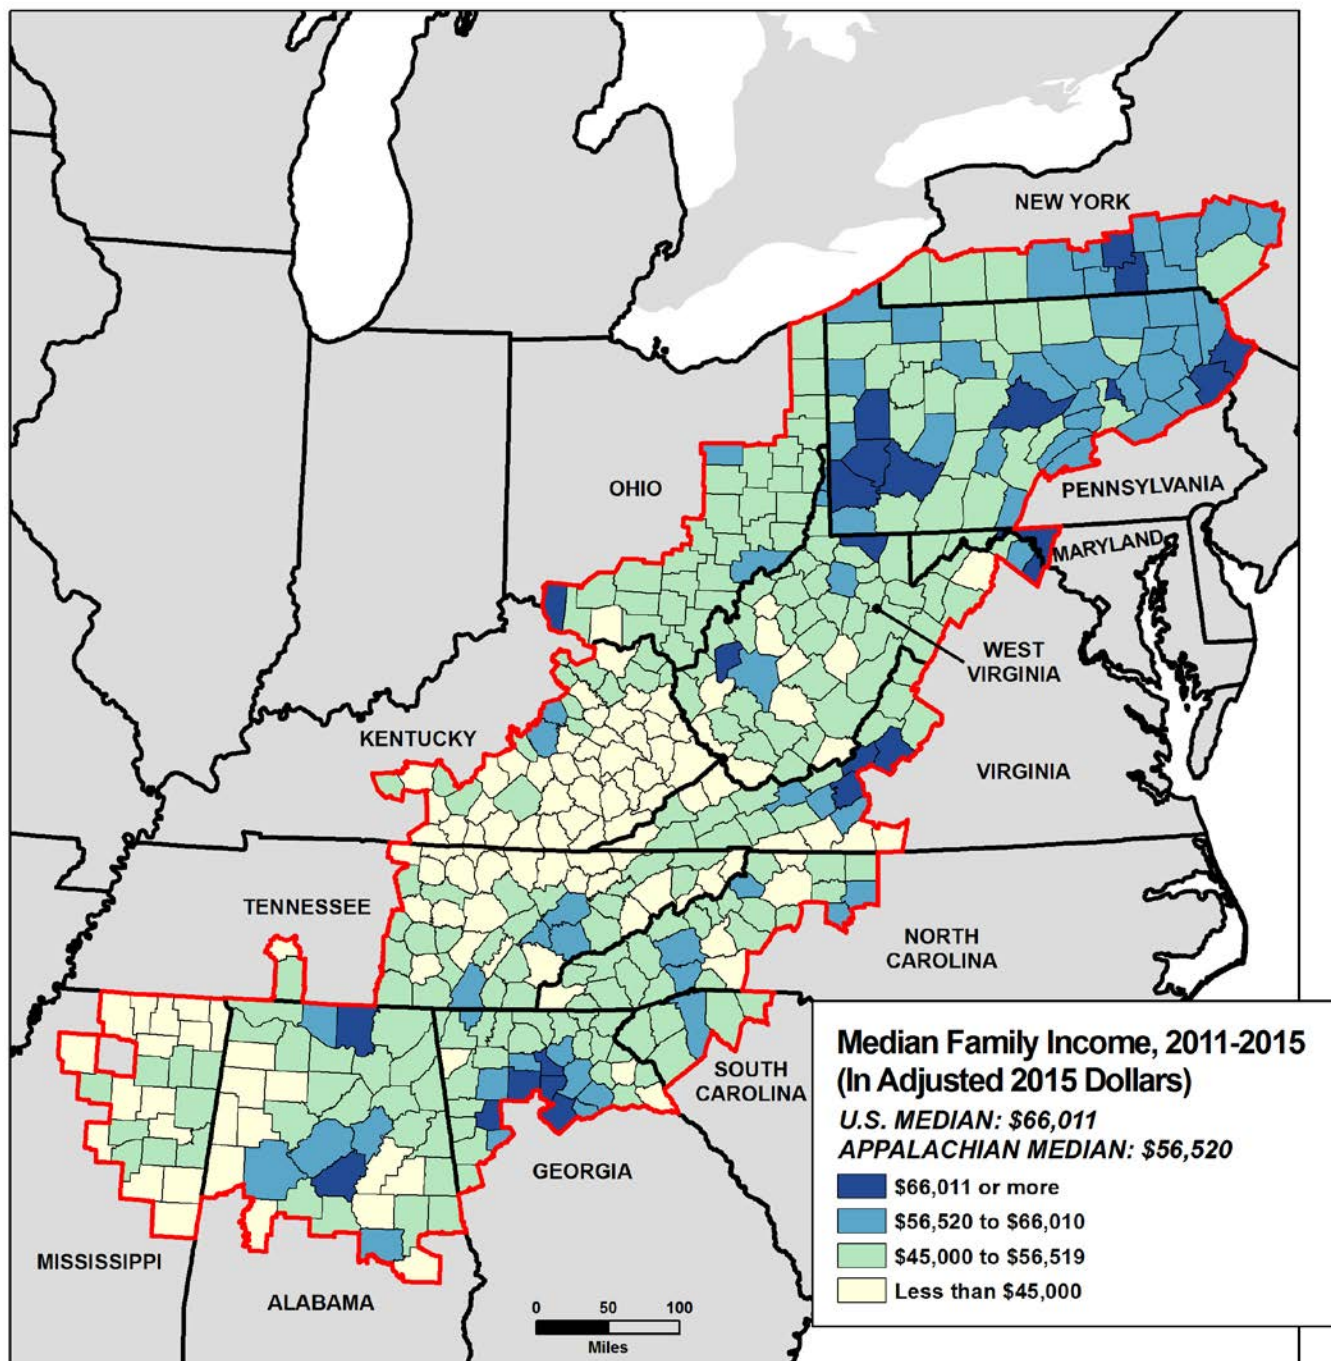 NEW YORK
PENNSYLVANIA
OHIO
MARYLAND
WEST
VIRGINIA
KENTUCKY
VIRGINIA
TENNESSEE
NORTH
CAROLINA
SOUTH
CAROLINA
GEORGIA
MISSISSIPPI
ALABAMA
0 50 100
Miles
Median Family Income, 2011-2015
(In Adjusted 2015 Dollars)
U.S. MEDIAN: $66,011
APPALACHIAN MEDIAN: $56,520
$66,011 or more
$56,520 to $66,010
$45,000 to $56,519
Less than $45,000